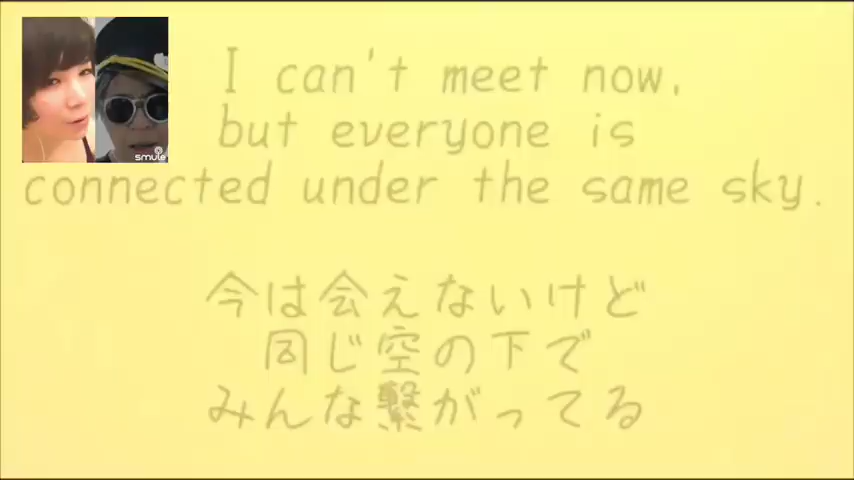 smule
I can't meet now,
but everyone is
connected under the same sky.
今は会えないけど
同じ空の下で
みんな繋がってる